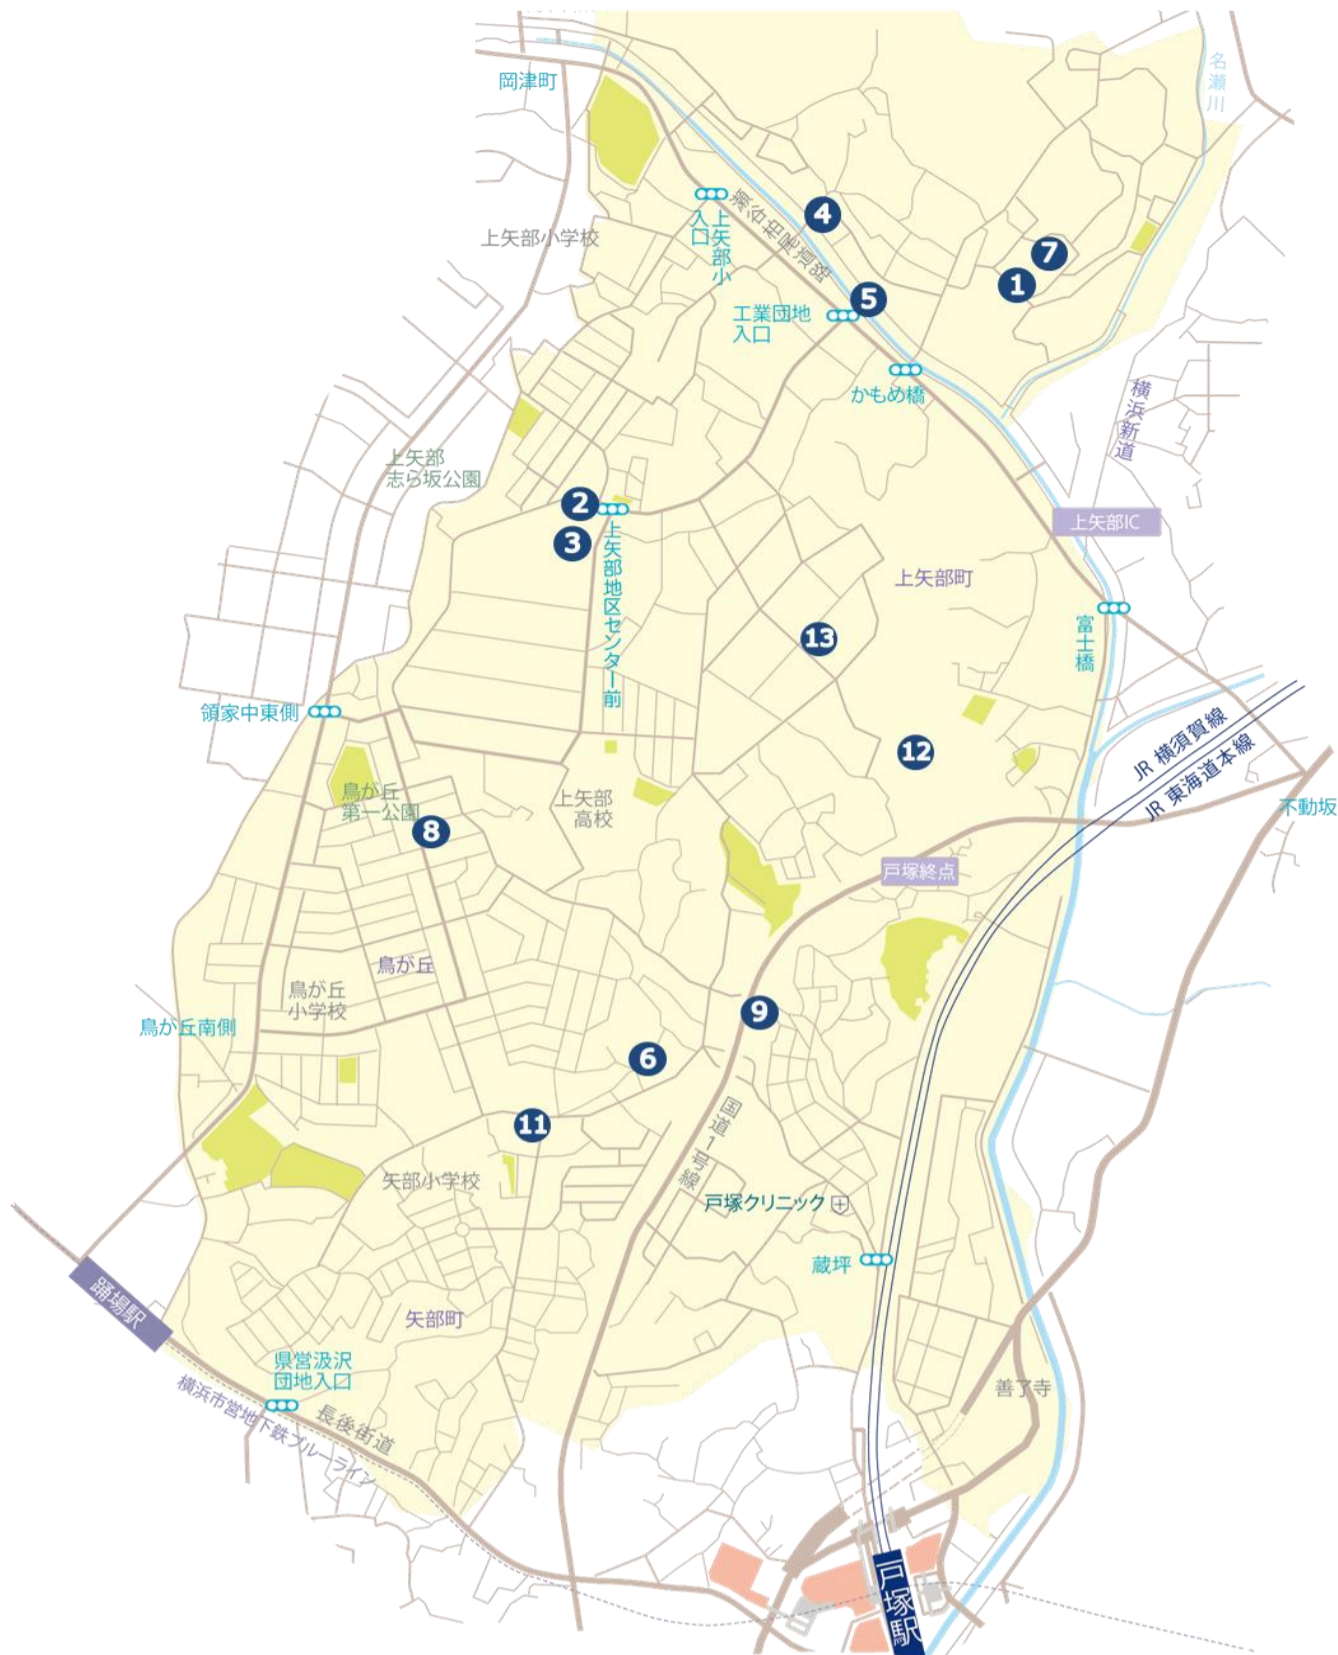 岡津町
名瀬川
上矢部小
入口
瀬谷柏尾道路
4
上矢部小学校
7
1
5
工業団地
入口
かもめ橋
横浜新道
上矢部
志ら坂公園
2
上矢部IC
3
上矢部地区センター前
上矢部町
富士橋
13
領家中東側
JR 横須賀線
JR 東海道本線
12
鳥が丘
第一公園
上矢部
高校
不動坂
8
戸塚終点
鳥が丘
鳥が丘
小学校
鳥が丘南側
9
6
国道1号線
11
矢部小学校
戸塚クリニック
蔵坪
踊場駅
矢部町
県営汲沢
団地入口
善了寺
長後街道
横浜市営地下鉄ブルーライン
戸塚駅